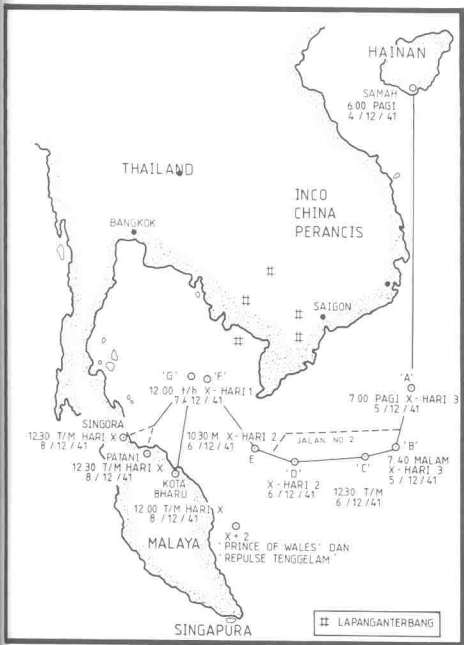 HAINAN
SAMAH
6.00 PAGI
4/12/41
THAILAND
INCO
CHINA
PERANCIS
BANGKOK
SAIGON
'A'
7.00 PAGI X-HARI 3
5/12/41
'G' 'F'
12.00 t/h X-HARI 1
7/12/41
SINGORA
12.30 T/M HARI X
8/12/41
PATANI
12.30 T/M HARI X
8/12/41
KOTA
BHARU
12.00 T/M HARI X
8/12/41
10.30 M X-HARI 2
6/12/41
E
JALAN NO 2
'D'
X-HARI 2
6/12/41
'C'
12.30 T/M
6/12/41
'B'
7.40 MALAM
X-HARI 3
5/12/41
MALAYA
X+2
'PRINCE OF WALES' DAN
'REPULSE TENGGELAM'
SINGAPURA
# LAPANGANTERBANG